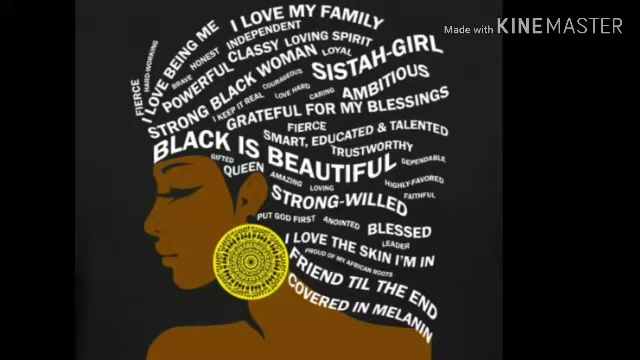 Made with KINEMASTER
I LOVE MY FAMILY
INDEPENDENT
LOVING SPIRIT
I LOVE BEING ME
HONEST
CLASSY
LOYAL
HARD-WORKING
BRAVE
POWERFUL
SISTAH-GIRL
FIERCE
STRONG BLACK WOMAN
COURAGEOUS
AMBITIOUS
I KEEP IT REAL
LOVE HARD
CARING
GRATEFUL FOR MY BLESSINGS
FIERCE
SMART, EDUCATED & TALENTED
BLACK IS BEAUTIFUL
TRUSTWORTHY
GIFTED
DEPENDABLE
QUEEN
AMAZING
LOVING
HIGHLY-FAVORED
STRONG-WILLED
FAITHFUL
PUT GOD FIRST
ANOINTED
BLESSED
I LOVE THE SKIN I'M IN
LEADER
PROUD OF MY AFRICAN ROOTS
FRIEND TIL THE END
COVERED IN MELANIN